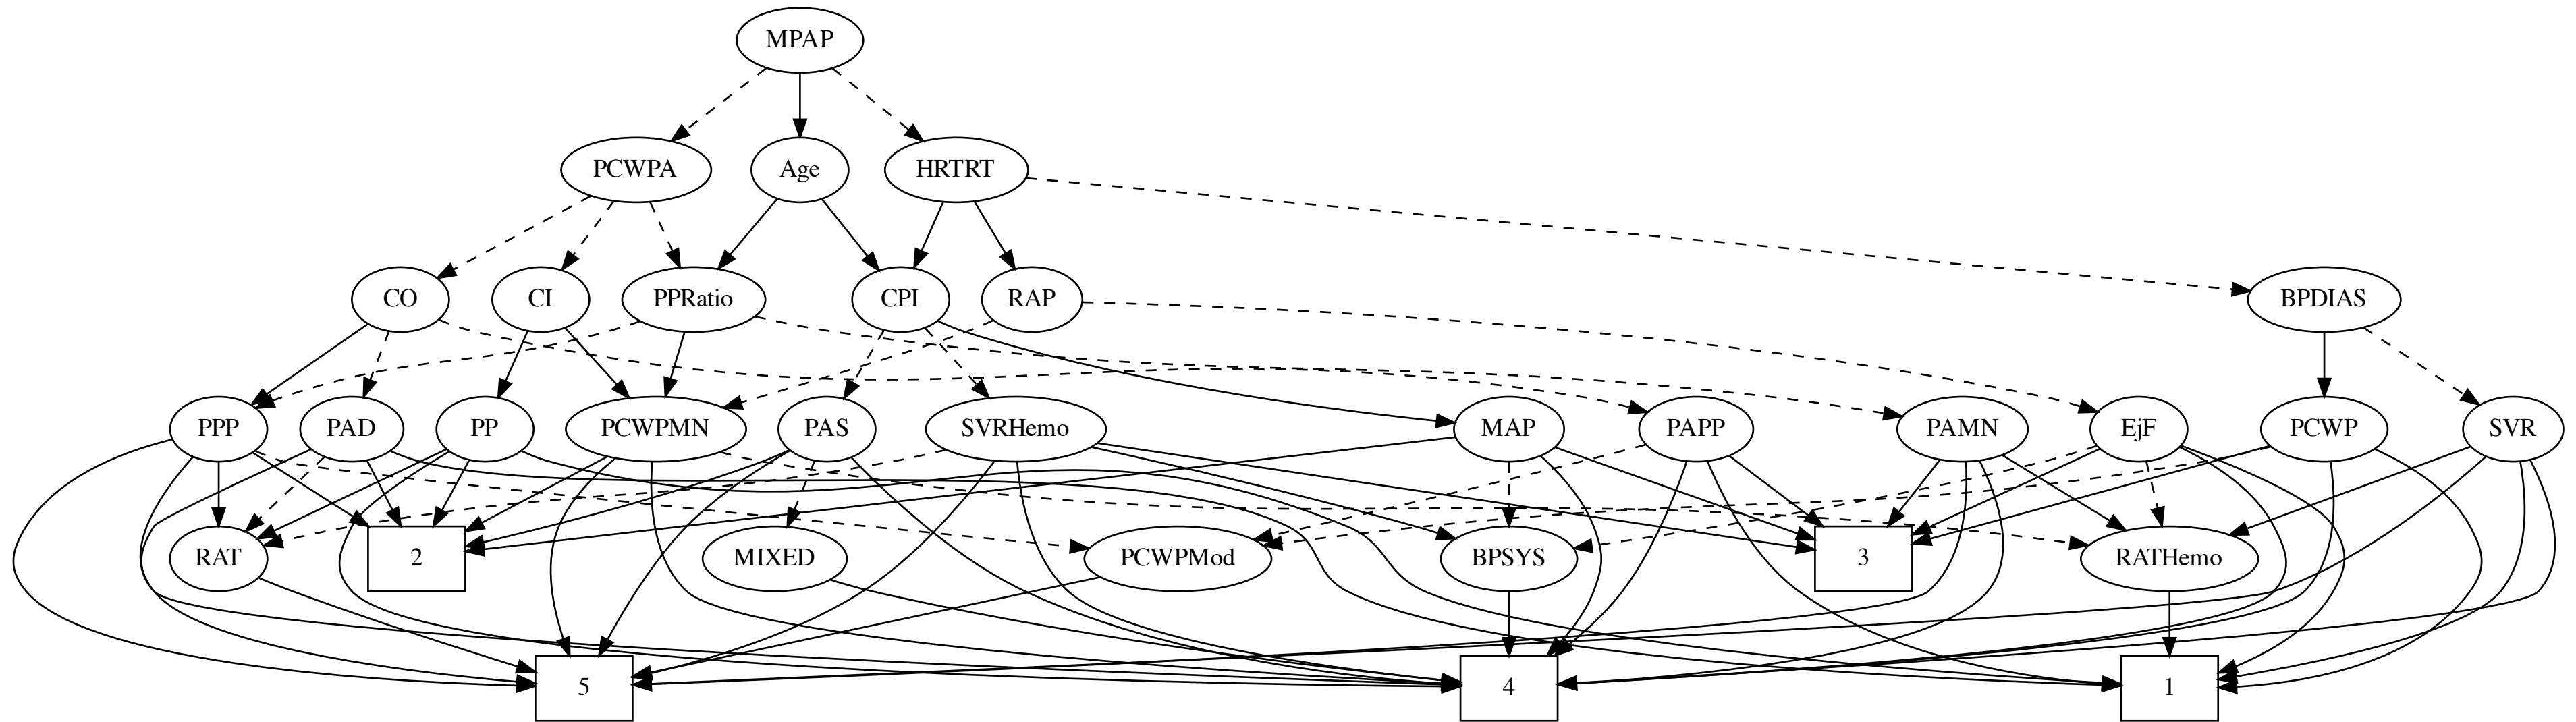 MPAP
PCWPA
Age
HRTRT
CO
CI
PPRatio
CPI
RAP
BPDIAS
PPP
PAD
PP
PCWPMN
PAS
SVRHemo
MAP
PAPP
PAMN
EjF
PCWP
SVR
RAT
2
MIXED
PCWPMod
BPSYS
3
RATHemo
5
4
1